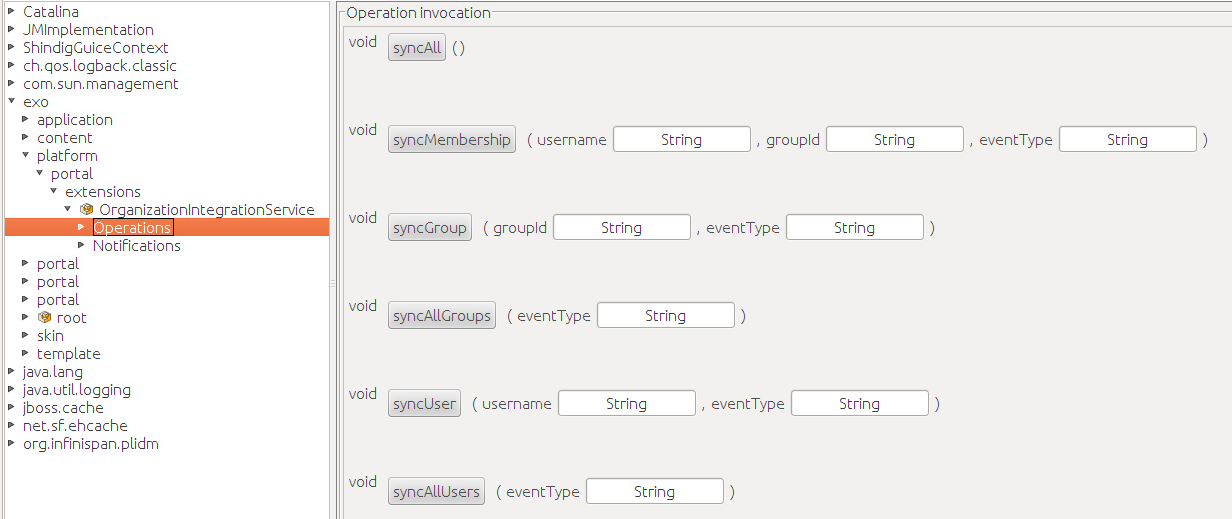 Catalina
JMImplementation
ShindigGuiceContext
ch.qos.logback.classic
com.sun.management
exo
application
content
platform
portal
extensions
OrganizationIntegrationService
Operations
Notifications
portal
portal
portal
root
skin
template
java.lang
java.util.logging
jboss.cache
net.sf.ehcache
org.infinispan.plidm
Operation invocation
void syncAll ()
void syncMembership ( username String , groupId String , eventType String )
void syncGroup ( groupId String , eventType String )
void syncAllGroups ( eventType String )
void syncUser ( username String , eventType String )
void syncAllUsers ( eventType String )